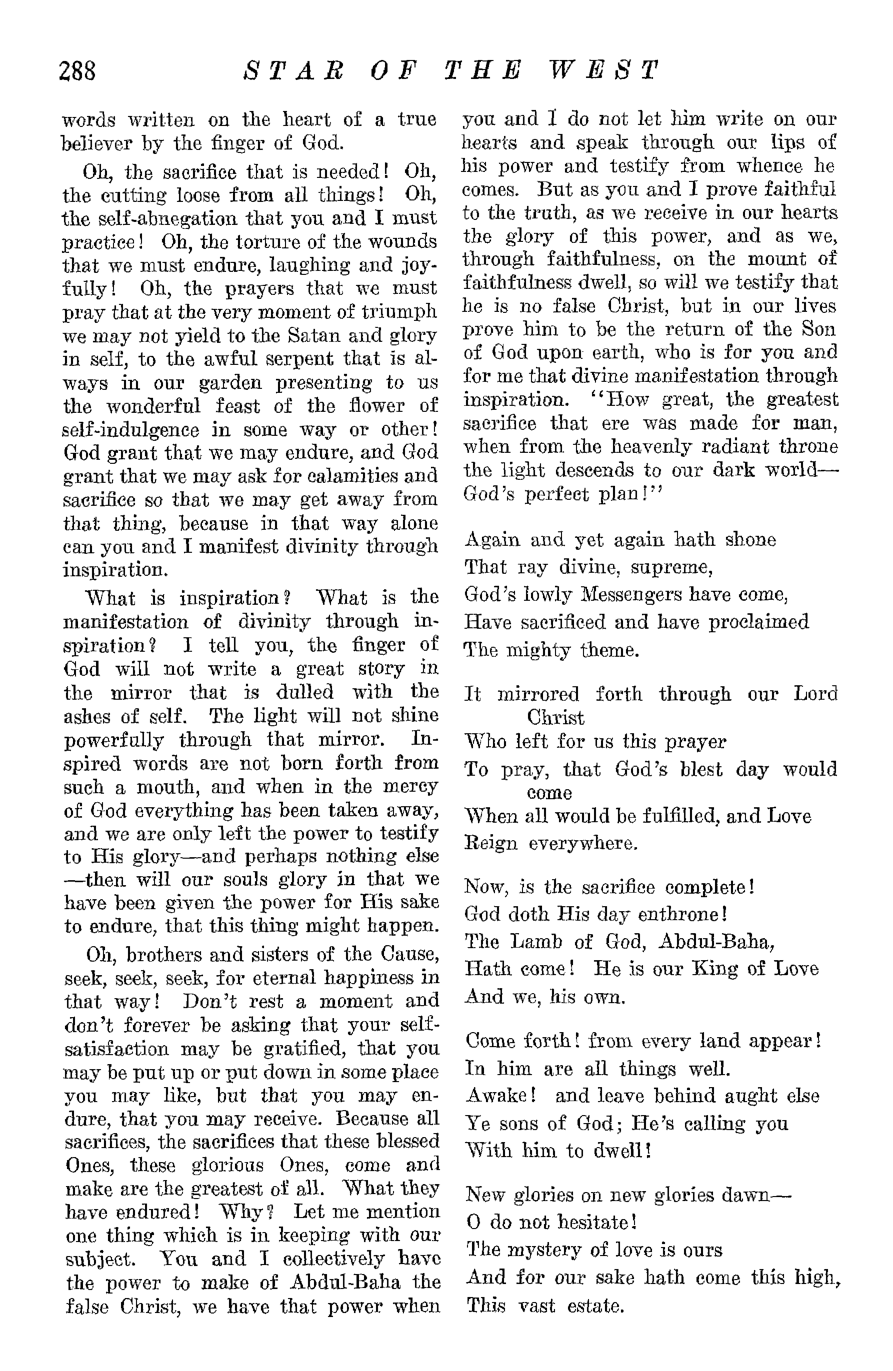 288 STAR OF THE WEST
words written on the heart of a true
believer by the finger of God.
Oh, the sacrifice that is needed! Oh,
the cutting loose from all things! Oh,
the self-abnegation that you and I must
practice! Oh, the torture of the wounds
that we must endure, laughing and joy-
fully! Oh, the prayers that we must
pray that at the very moment of triumph
we may not yield to the Satan and glory
in self, to the awful serpent that is al-
ways in our garden presenting to us
the wonderful feast of the flower of
self-indulgence in some way or other!
God grant that we may endure, and God
grant that we may ask for calamities and
sacrifice so that we may get away from
that thing, because in that way alone
can you and I manifest divinity through
inspiration.
What is inspiration? What is the
manifestation of divinity through in-
spiration? I tell you, the finger of
God will not write a great story in
the mirror that is dulled with the
ashes of self. The light will not shine
powerfully through that mirror. In-
spired words are not born forth from
such a mouth, and when in the mercy
of God everything has been taken away,
and we are only left the power to testify
to His glory—and perhaps nothing else
—then will our souls glory in that we
have been given the power for His sake
to endure, that this thing might happen.
Oh, brothers and sisters of the Cause,
seek, seek, seek, for eternal happiness in
that way! Don't rest a moment and
don't forever be asking that your self-
satisfaction may be gratified, that you
may be put up or put down in some place
you may like, but that you may en-
dure, that you may receive. Because all
sacrifices, the sacrifices that these blessed
Ones, these glorious Ones, come and
make are the greatest of all. What they
have endured! Why? Let me mention
one thing which is in keeping with our
subject. You and I collectively have
the power to make of Abdul-Baha the
false Christ, we have that power when
you and I do not let him write on our
hearts and speak through our lips of
his power and testify from whence he
comes. But as you and I prove faithful
to the truth, as we receive in our hearts
the glory of this power, and as we,
through faithfulness, on the mount of
faithfulness dwell, so will we testify that
he is no false Christ, but in our lives
prove him to be the return of the Son
of God upon earth, who is for you and
for me that divine manifestation through
inspiration. "How great, the greatest
sacrifice that ere was made for man,
when from the heavenly radiant throne
the light descends to our dark world—
God's perfect plan!"
Again and yet again hath shone
That ray divine, supreme,
God's lowly Messengers have come,
Have sacrificed and have proclaimed
The mighty theme.
It mirrored forth through our Lord
Christ
Who left for us this prayer
To pray, that God's blest day would
come
When all would be fulfilled, and Love
Reign everywhere.
Now, is the sacrifice complete!
God doth His day enthrone!
The Lamb of God, Abdul-Baha,
Hath come! He is our King of Love
And we, his own.
Come forth! from every land appear!
In him are all things well.
Awake! and leave behind aught else
Ye sons of God; He's calling you
With him to dwell!
New glories on new glories dawn—
O do not hesitate!
The mystery of love is ours
And for our sake hath come this high,
This vast estate.